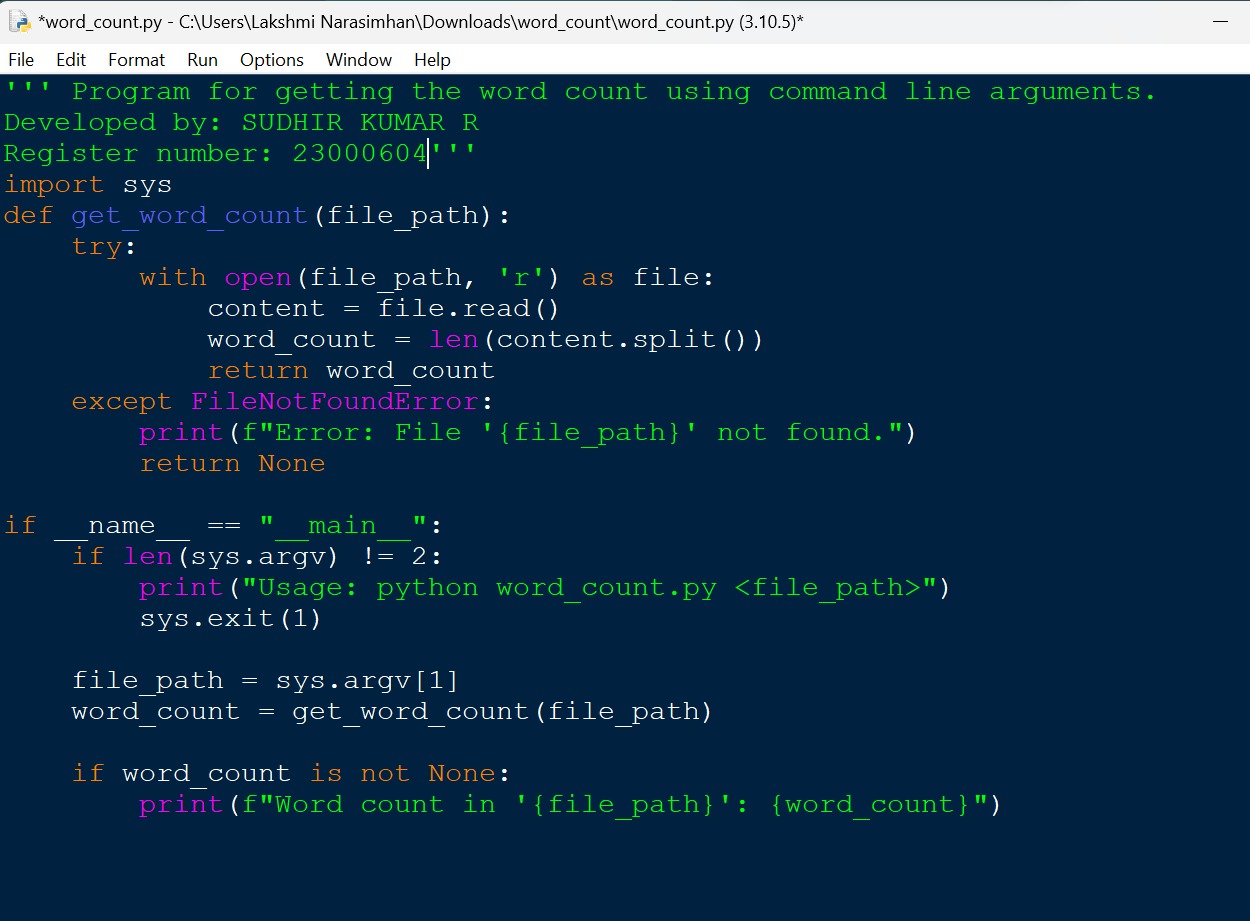 *word_count.py - C:\Users\Lakshmi Narasimhan\Downloads\word_count\word_count.py (3.10.5)*
File Edit Format Run Options Window Help
''' Program for getting the word count using command line arguments.
Developed by: SUDHIR KUMAR R
Register number: 23000604'''
import sys
def get_word_count(file_path):
    try:
        with open(file_path, 'r') as file:
            content = file.read()
            word_count = len(content.split())
            return word_count
    except FileNotFoundError:
        print(f"Error: File '{file_path}' not found.")
        return None

if __name__ == "__main__":
    if len(sys.argv) != 2:
        print("Usage: python word_count.py <file_path>")
        sys.exit(1)

    file_path = sys.argv[1]
    word_count = get_word_count(file_path)

    if word_count is not None:
        print(f"Word count in '{file_path}': {word_count}")